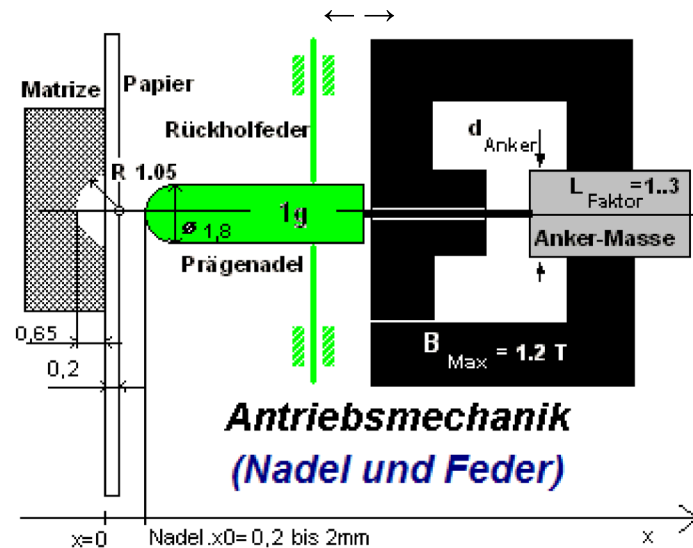 ← →
Matrize
Papier
Rückholfeder
d Anker
R 1.05
L Faktor =1..3
1g
ø 1,8
Anker-Masse
Prägenadel
0,65
B Max = 1.2 T
0,2
Antriebsmechanik
(Nadel und Feder)
x=0
Nadel.x0= 0,2 bis 2mm
x